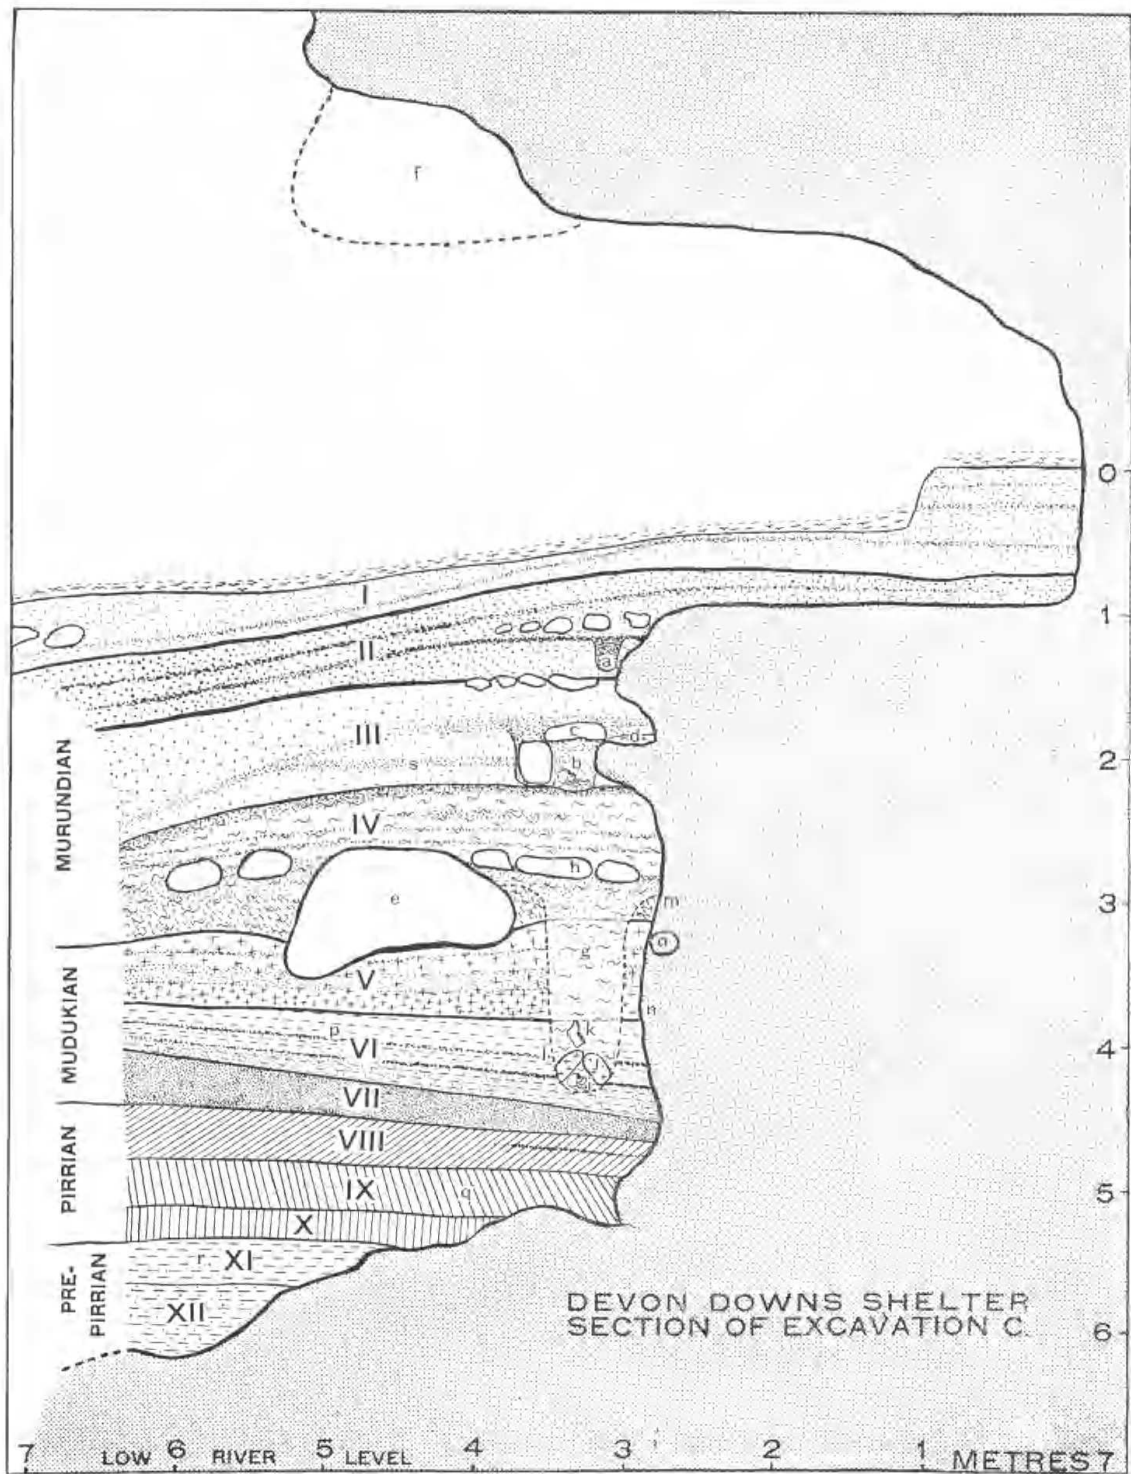 r
0
I
1
II
a
III
c
d
s
b
2
IV
h
e
m
3
o
g
V
n
p
k
VI
l
j
4
VII
VIII
IX
q
5
X
r
XI
XII
MURUNDIAN
MUDUKIAN
PIRRIAN
PRE-
PIRRIAN
DEVON DOWNS SHELTER
SECTION OF EXCAVATION C.
6
7 LOW 6 RIVER 5 LEVEL 4 3 2 1 METRES 7